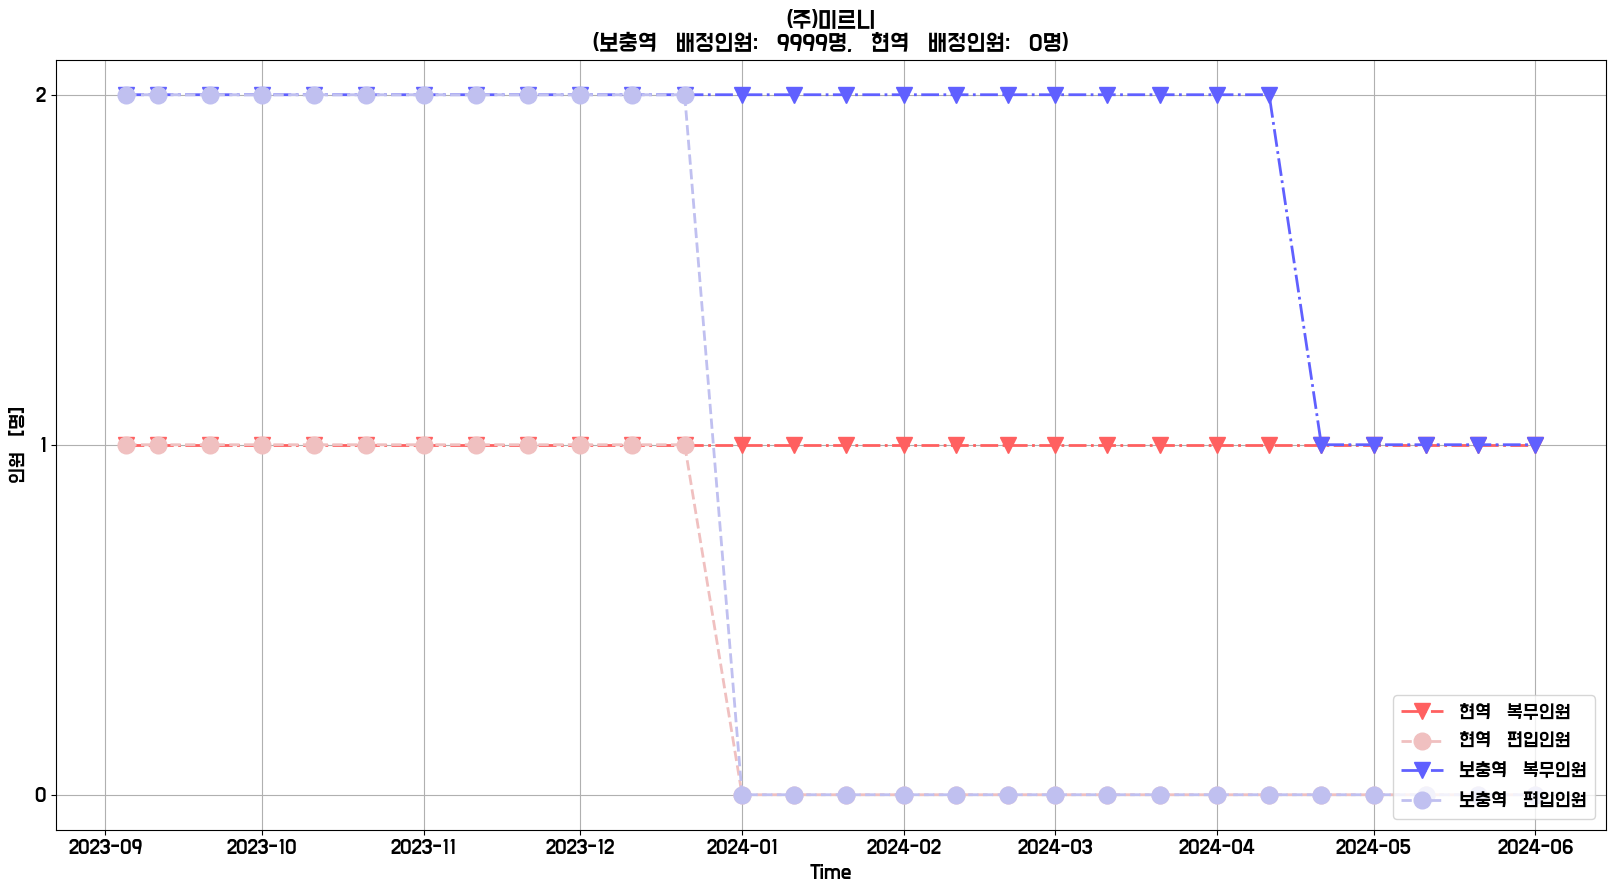 (주)미르니
(보충역 배정인원: 9999명, 현역 배정인원: 0명)
인원 [명]
2
1
0
2023-09 2023-10 2023-11 2023-12 2024-01 2024-02 2024-03 2024-04 2024-05 2024-06
Time
현역 복무인원
현역 편입인원
보충역 복무인원
보충역 편입인원